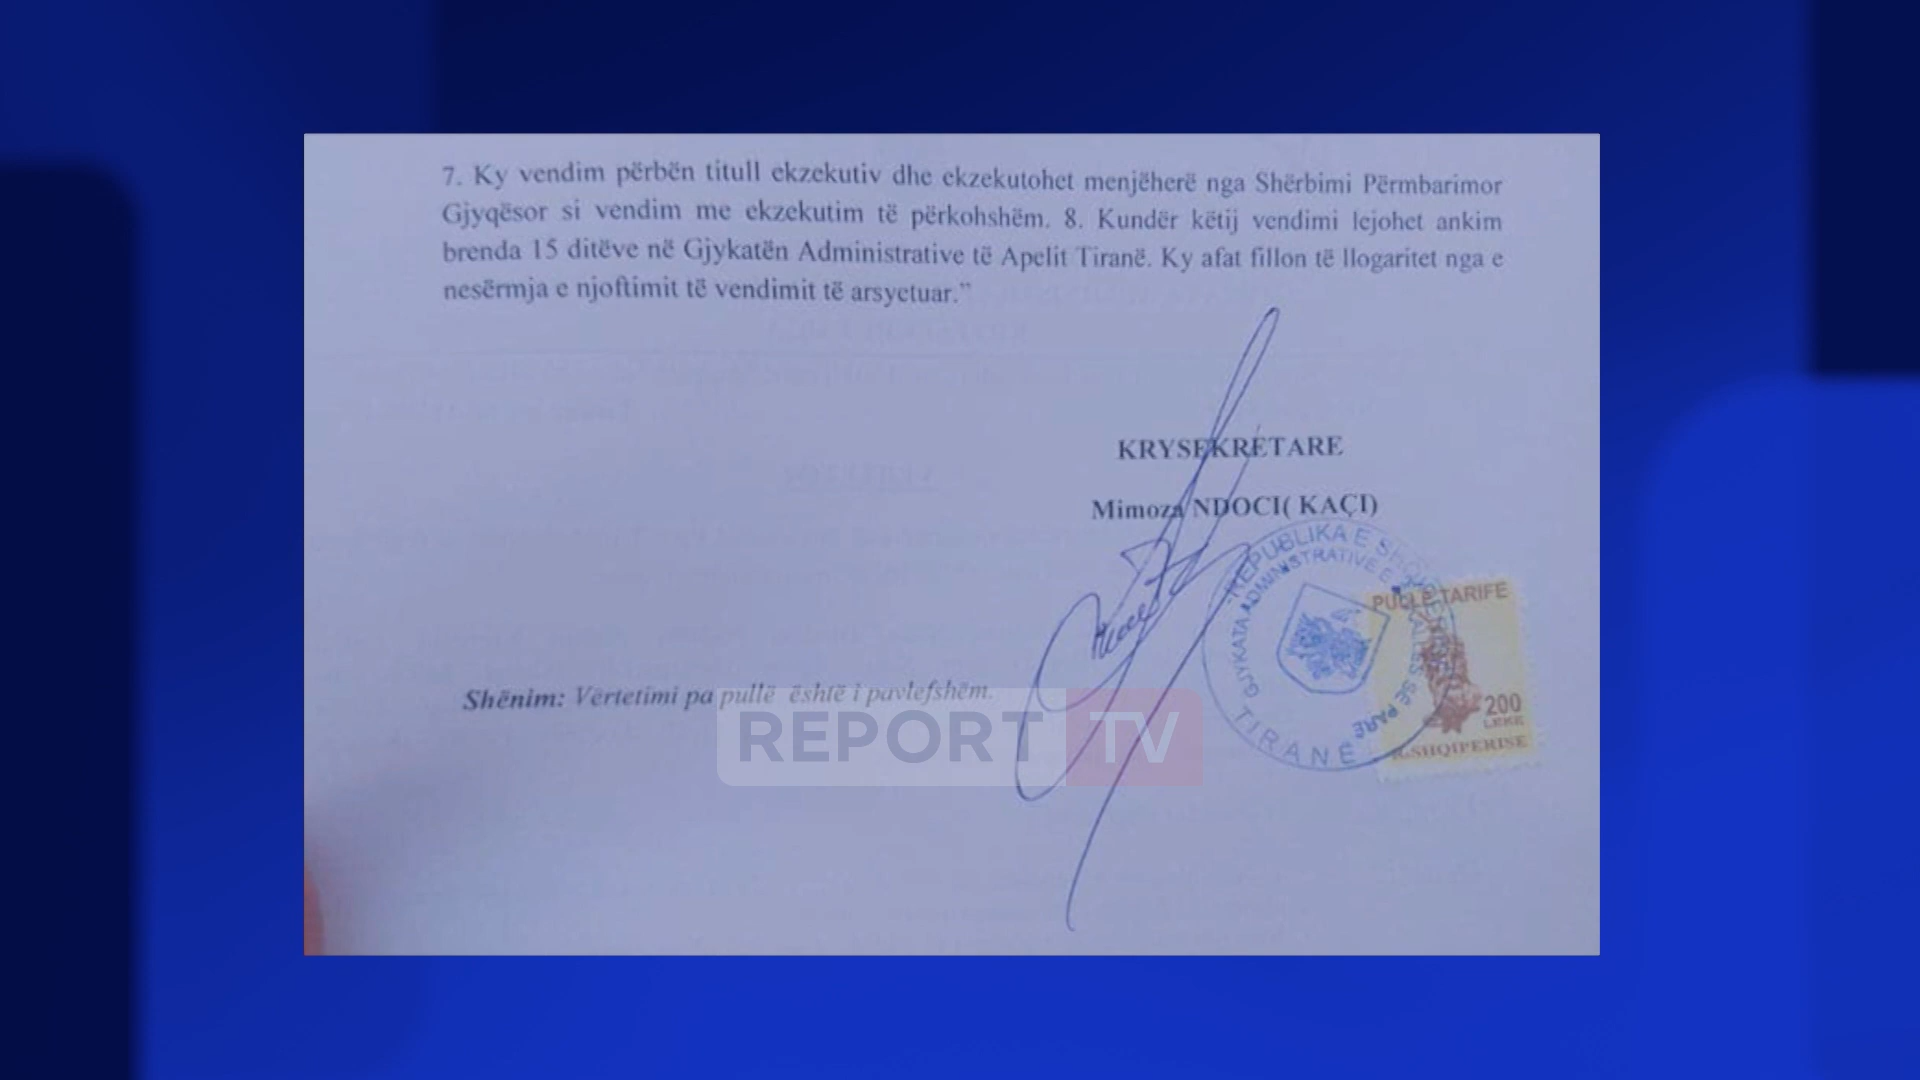 7. Ky vendim përbën titull ekzekutiv dhe ekzekutohet menjëherë nga Shërbimi Përmbarimor
Gjyqësor si vendim me ekzekutim të përkohshëm. 8. Kundër këtij vendimi lejohet ankim
brenda 15 ditëve në Gjykatën Administrative të Apelit Tiranë. Ky afat fillon të llogaritet nga e
nesërmja e njoftimit të vendimit të arsyetuar.”
KRYSEKRETARE
Mimoza NDOCI( KAÇI)
REPUBLIKA E
GJYKATA ADMINISTRATIVE E
SE PARË
TIRANË
PULLË TARIFE
200
LEKË
SHQIPERISE
Shënim: Vërtetimi pa pullë është i pavlefshëm.
REPORT TV